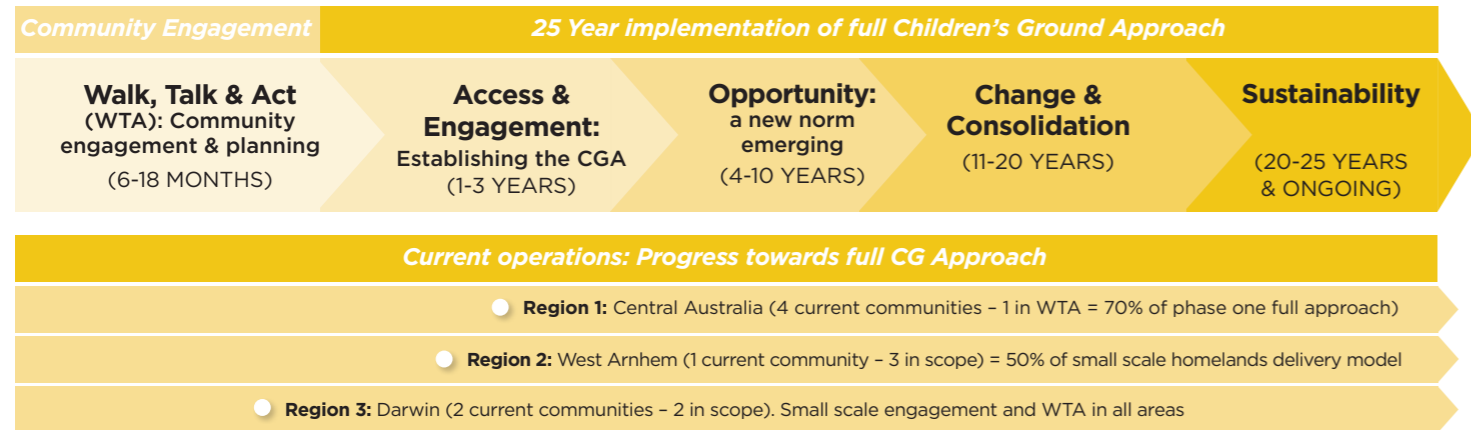 Community Engagement
25 Year implementation of full Children's Ground Approach
Walk, Talk & Act
(WTA): Community
engagement & planning
(6-18 MONTHS)
Access &
Engagement:
Establishing the CGA
(1-3 YEARS)
Opportunity:
a new norm
emerging
(4-10 YEARS)
Change &
Consolidation
(11-20 YEARS)
Sustainability
(20-25 YEARS
& ONGOING)
Current operations: Progress towards full CG Approach
Region 1: Central Australia (4 current communities – 1 in WTA = 70% of phase one full approach)
Region 2: West Arnhem (1 current community – 3 in scope) = 50% of small scale homelands delivery model
Region 3: Darwin (2 current communities – 2 in scope). Small scale engagement and WTA in all areas